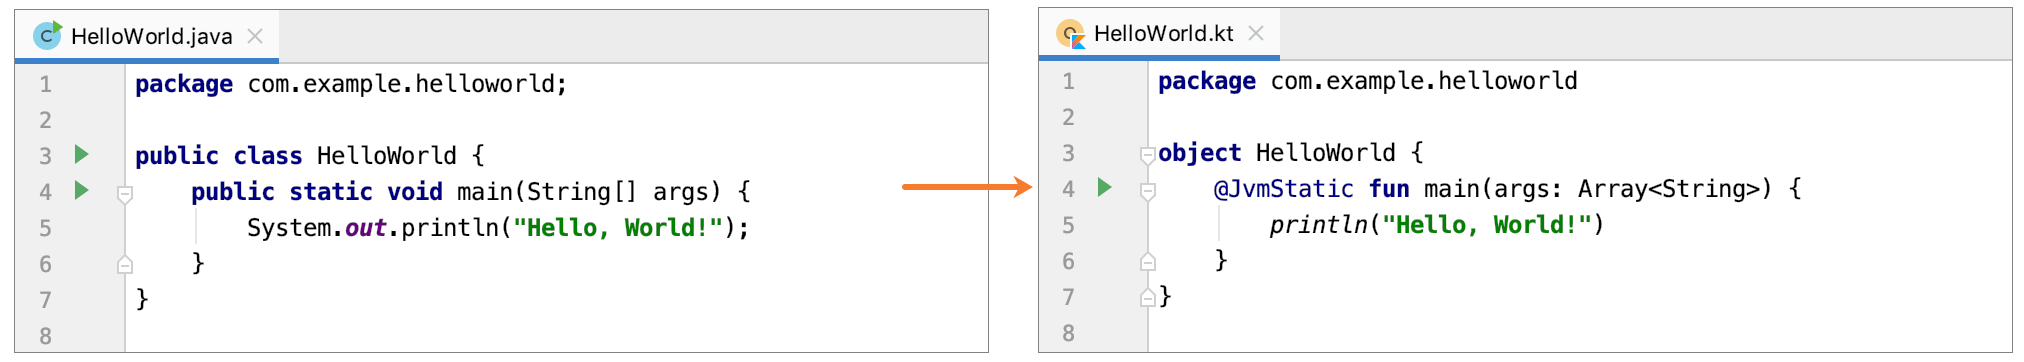 HelloWorld.java
1 package com.example.helloworld;
2
3 public class HelloWorld {
4 public static void main(String[] args) {
5 System.out.println("Hello, World!");
6 }
7 }
8
HelloWorld.kt
1 package com.example.helloworld
2
3 object HelloWorld {
4 @JvmStatic fun main(args: Array<String>) {
5 println("Hello, World!")
6 }
7 }
8